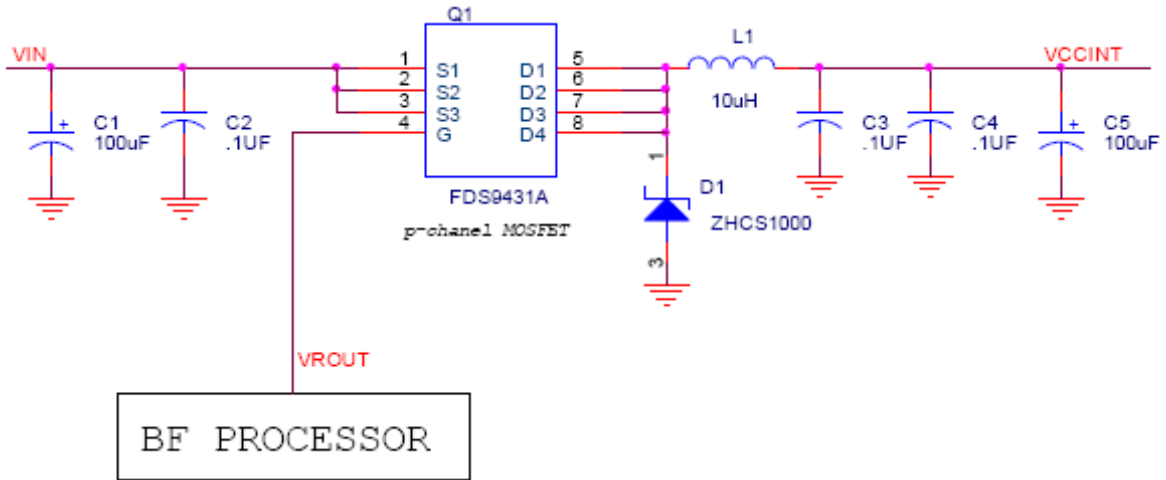 Q1
VIN
1 S1 D1 5
2 S2 D2 6
3 S3 D3 7
4 G D4 8
L1
10uH
VCCINT
C1
100uF
C2
.1UF
C3
.1UF
C4
.1UF
C5
100uF
FDS9431A
p-chanel MOSFET
1
D1
ZHCS1000
3
VROUT
BF PROCESSOR